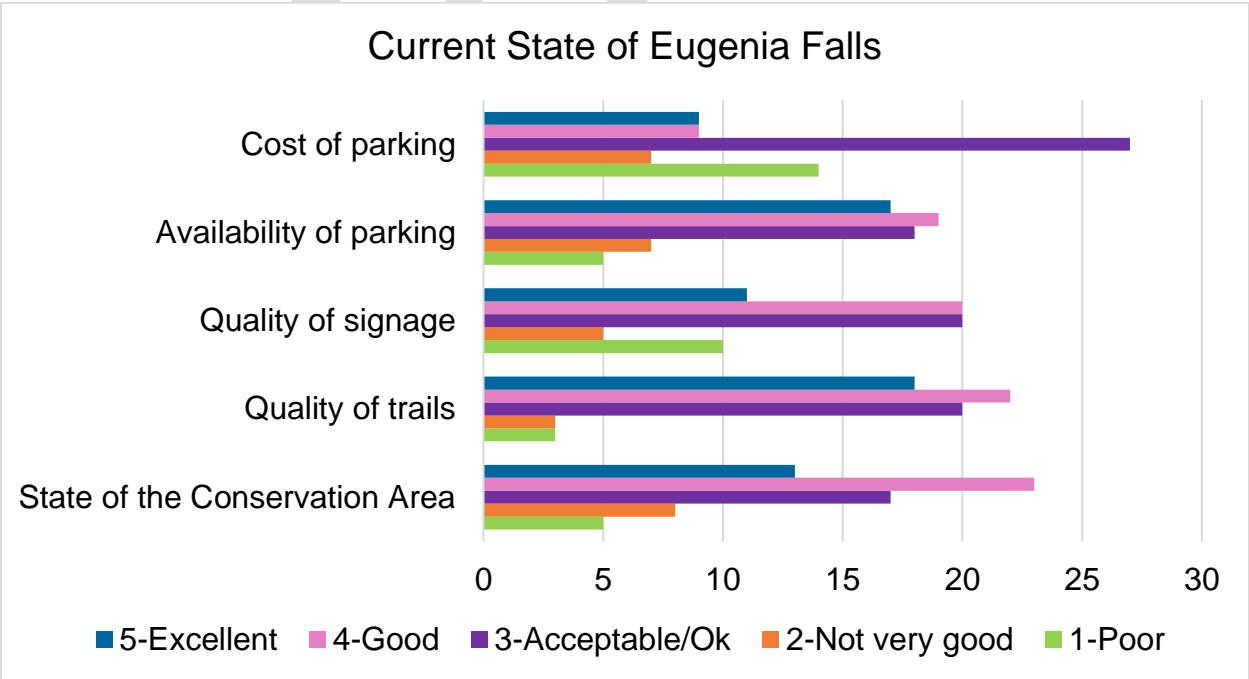 Current State of Eugenia Falls
Cost of parking
Availability of parking
Quality of signage
Quality of trails
State of the Conservation Area
0 5 10 15 20 25 30
5-Excellent 4-Good 3-Acceptable/Ok 2-Not very good 1-Poor